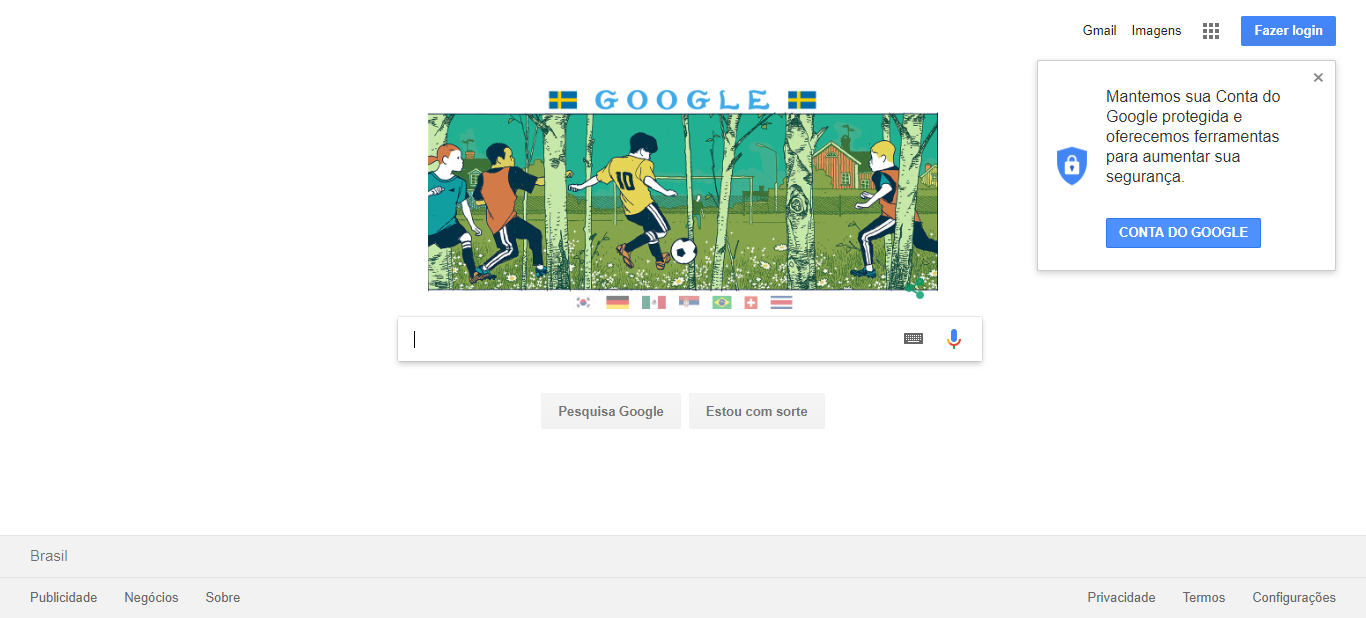 Gmail Imagens Fazer login
GOOGLE
10
Mantemos sua Conta do
Google protegida e
oferecemos ferramentas
para aumentar sua
segurança.
CONTA DO GOOGLE
Pesquisa Google Estou com sorte
Brasil
Publicidade Negócios Sobre Privacidade Termos Configurações